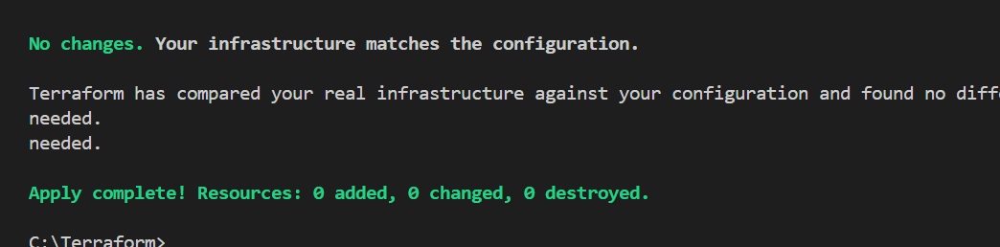 No changes. Your infrastructure matches the configuration.
Terraform has compared your real infrastructure against your configuration and found no diff
needed.
needed.
Apply complete! Resources: 0 added, 0 changed, 0 destroyed.
C:\Terraform>